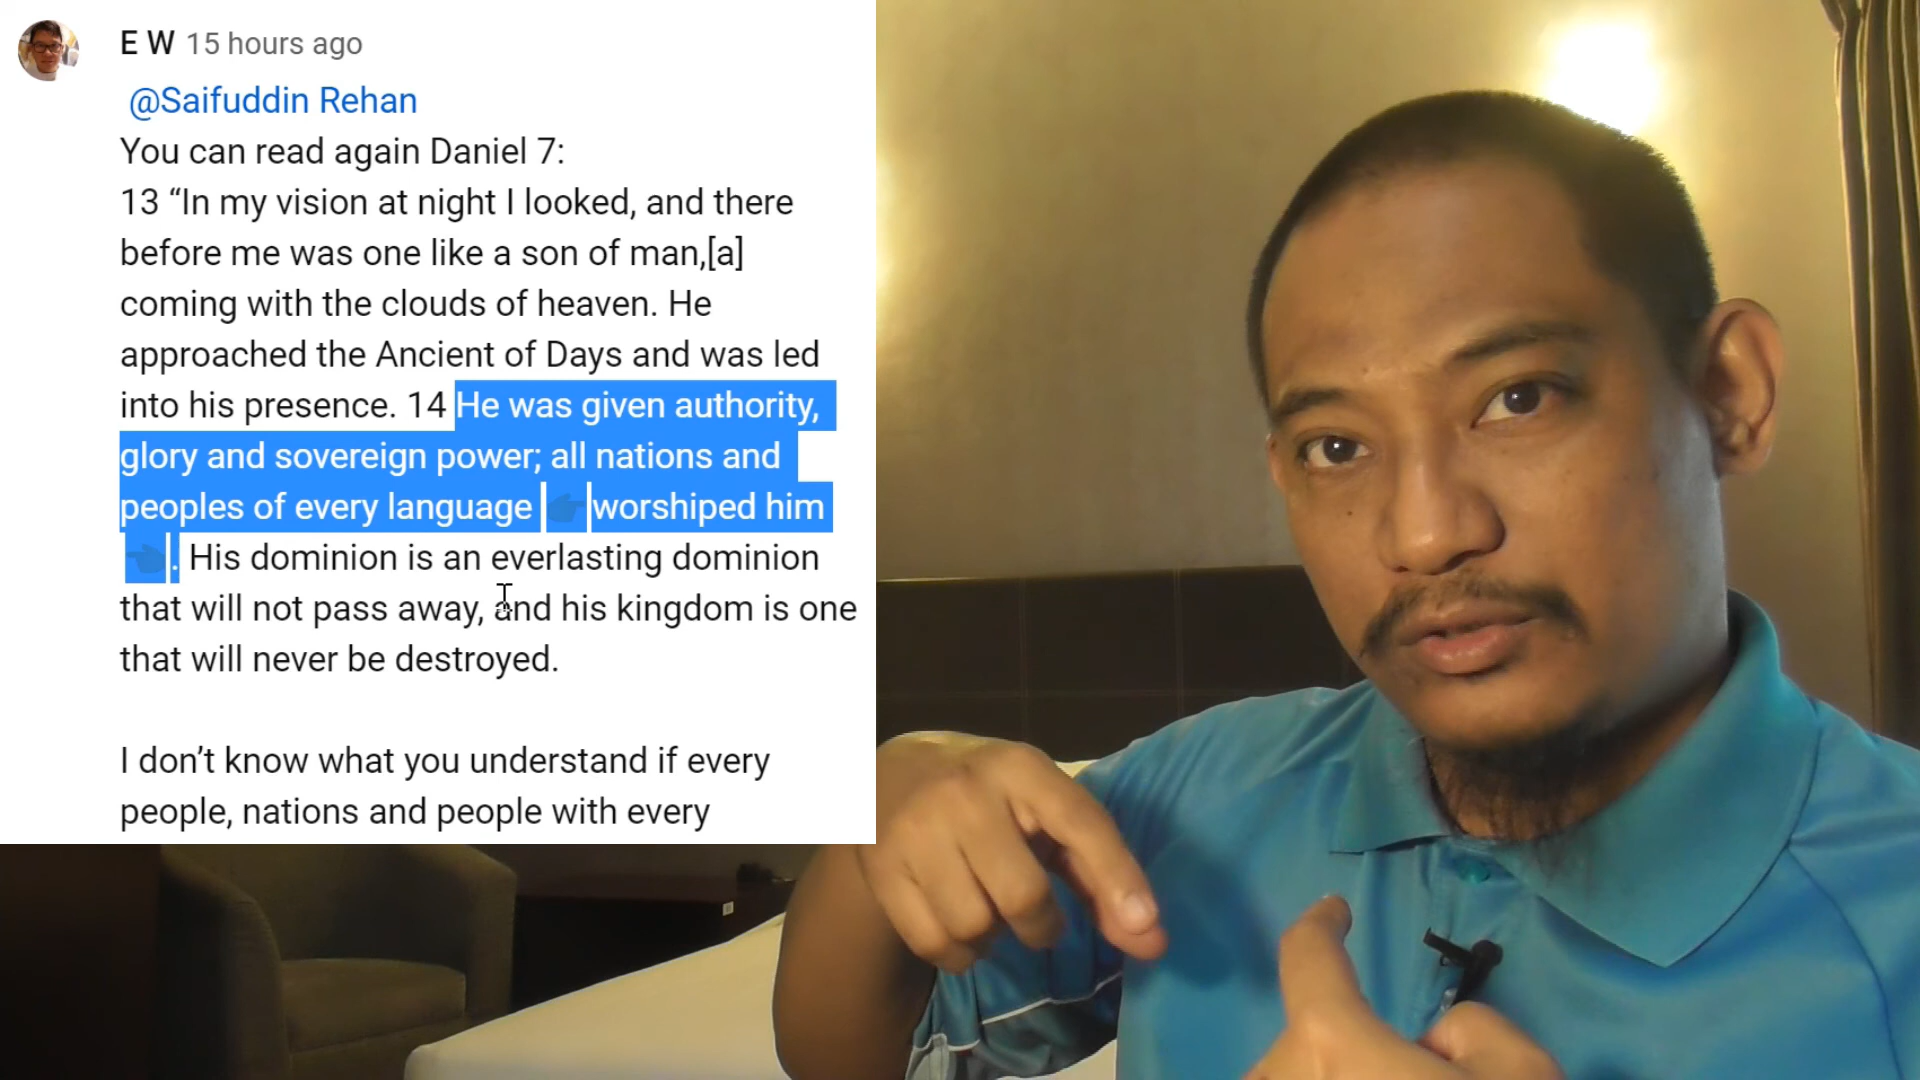 E W 15 hours ago
@Saifuddin Rehan
You can read again Daniel 7:
13 “In my vision at night I looked, and there
before me was one like a son of man,[a]
coming with the clouds of heaven. He
approached the Ancient of Days and was led
into his presence. 14 He was given authority,
glory and sovereign power; all nations and
peoples of every language 👉worshiped him
👈. His dominion is an everlasting dominion
that will not pass away, and his kingdom is one
that will never be destroyed.
I don’t know what you understand if every
people, nations and people with every